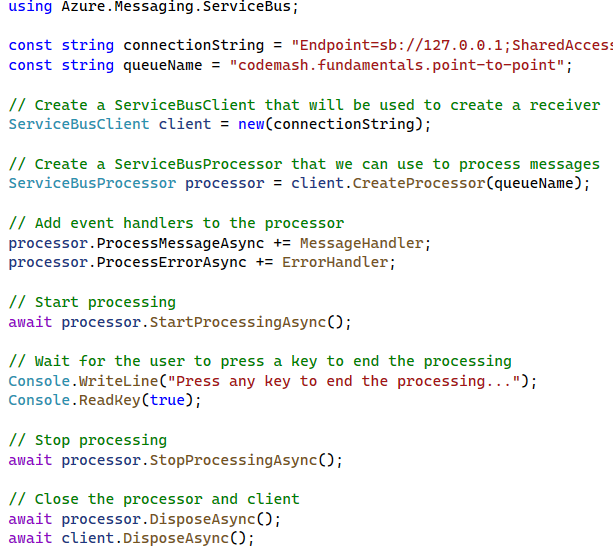 using Azure.Messaging.ServiceBus;
const string connectionString = "Endpoint=sb://127.0.0.1;SharedAccess
const string queueName = "codemash.fundamentals.point-to-point";
// Create a ServiceBusClient that will be used to create a receiver
ServiceBusClient client = new(connectionString);
// Create a ServiceBusProcessor that we can use to process messages
ServiceBusProcessor processor = client.CreateProcessor(queueName);
// Add event handlers to the processor
processor.ProcessMessageAsync += MessageHandler;
processor.ProcessErrorAsync += ErrorHandler;
// Start processing
await processor.StartProcessingAsync();
// Wait for the user to press a key to end the processing
Console.WriteLine("Press any key to end the processing...");
Console.ReadKey(true);
// Stop processing
await processor.StopProcessingAsync();
// Close the processor and client
await processor.DisposeAsync();
await client.DisposeAsync();